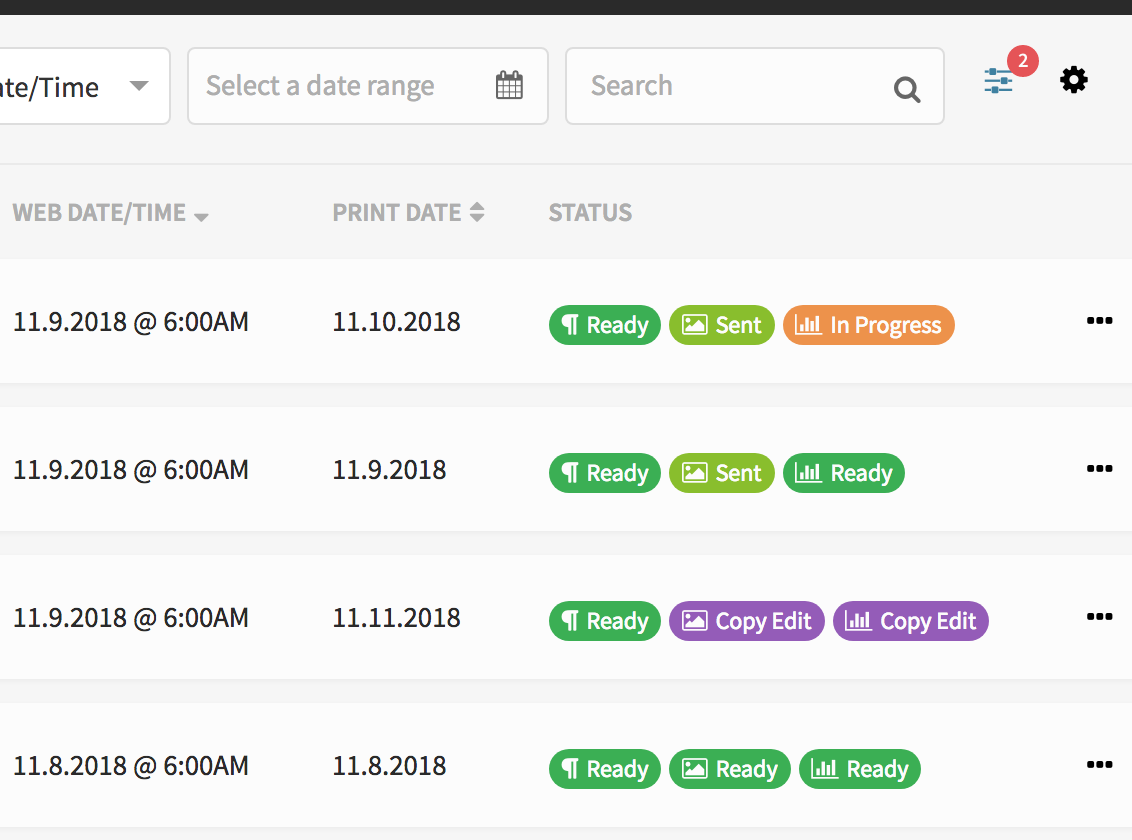 ate/Time Select a date range Search 2
WEB DATE/TIME PRINT DATE STATUS
11.9.2018 @ 6:00AM 11.10.2018 Ready Sent In Progress
11.9.2018 @ 6:00AM 11.9.2018 Ready Sent Ready
11.9.2018 @ 6:00AM 11.11.2018 Ready Copy Edit Copy Edit
11.8.2018 @ 6:00AM 11.8.2018 Ready Ready Ready